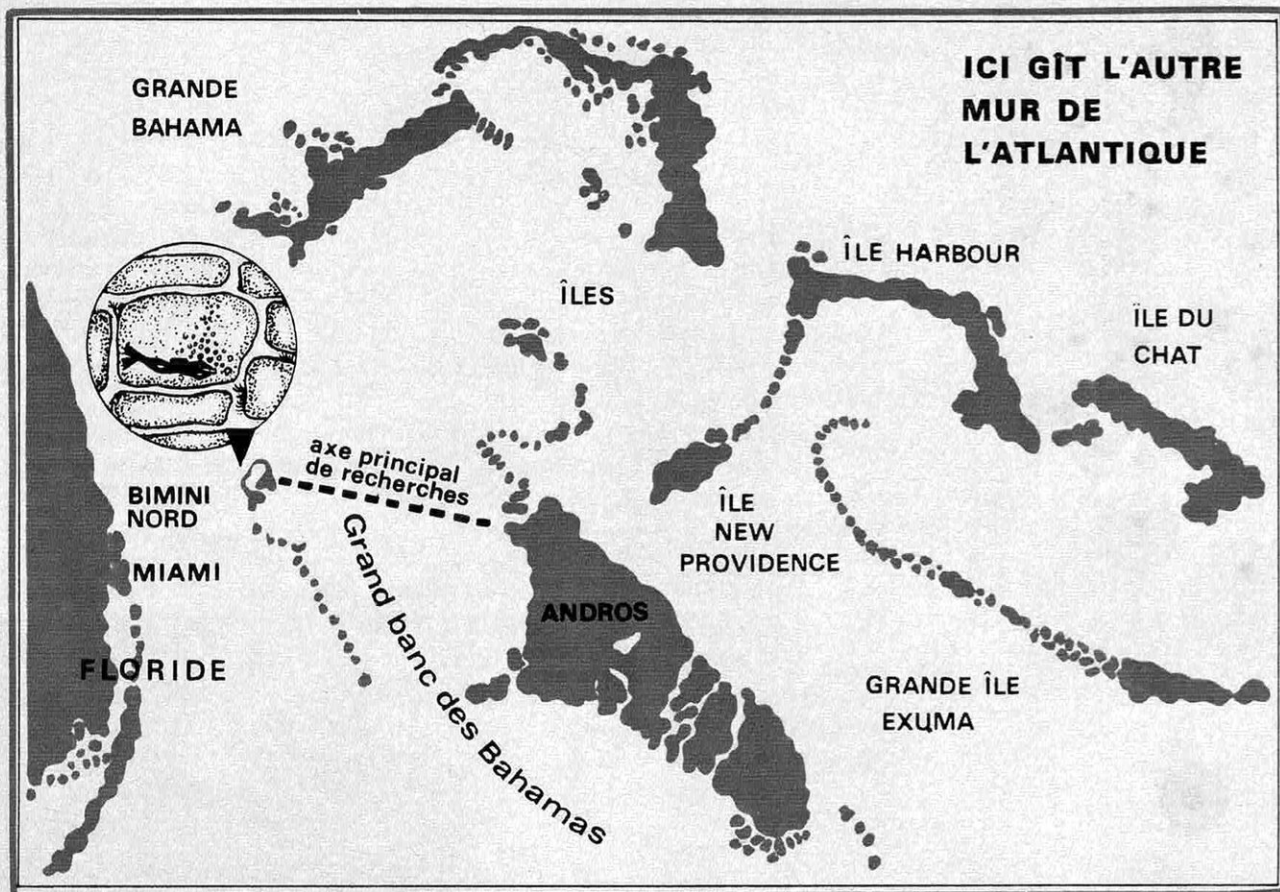 ICI GÎT L'AUTRE
MUR DE
L'ATLANTIQUE
GRANDE
BAHAMA
ÎLE HARBOUR
ÎLES
ÎLE DU
CHAT
axe principal
de recherches
BIMINI
NORD
ÎLE
NEW
PROVIDENCE
MIAMI
Grand banc des Bahamas
ANDROS
FLORIDE
GRANDE ÎLE
EXUMA